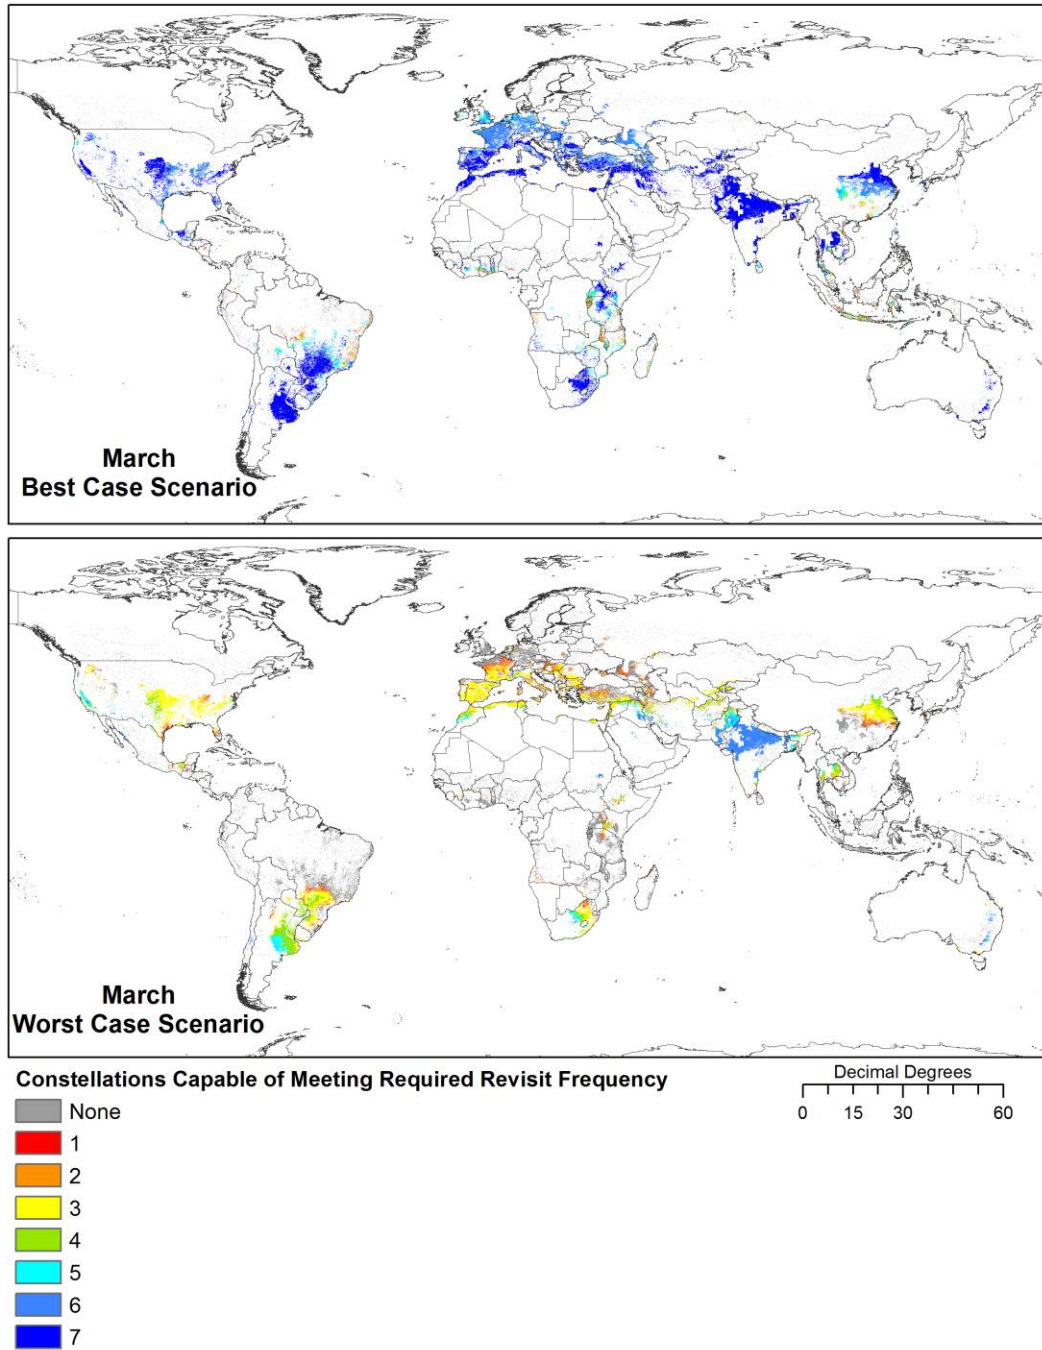 March
Best Case Scenario
March
Worst Case Scenario
Constellations Capable of Meeting Required Revisit Frequency
None
1
2
3
4
5
6
7
Decimal Degrees
0 15 30 60